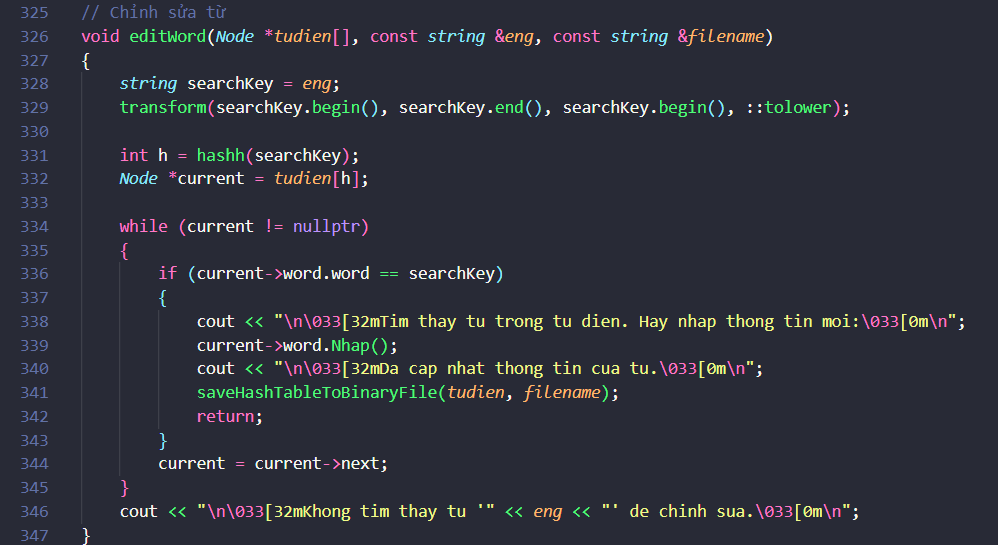 325 // Chỉnh sửa từ
326 void editWord(Node *tudien[], const string &eng, const string &filename)
327 {
328     string searchKey = eng;
329     transform(searchKey.begin(), searchKey.end(), searchKey.begin(), ::tolower);
330
331     int h = hashh(searchKey);
332     Node *current = tudien[h];
333
334     while (current != nullptr)
335     {
336         if (current->word.word == searchKey)
337         {
338             cout << "\n\033[32mTim thay tu trong tu dien. Hay nhap thong tin moi:\033[0m\n";
339             current->word.Nhap();
340             cout << "\n\033[32mDa cap nhat thong tin cua tu.\033[0m\n";
341             saveHashTableToBinaryFile(tudien, filename);
342             return;
343         }
344         current = current->next;
345     }
346     cout << "\n\033[32mKhong tim thay tu '" << eng << "' de chinh sua.\033[0m\n";
347 }